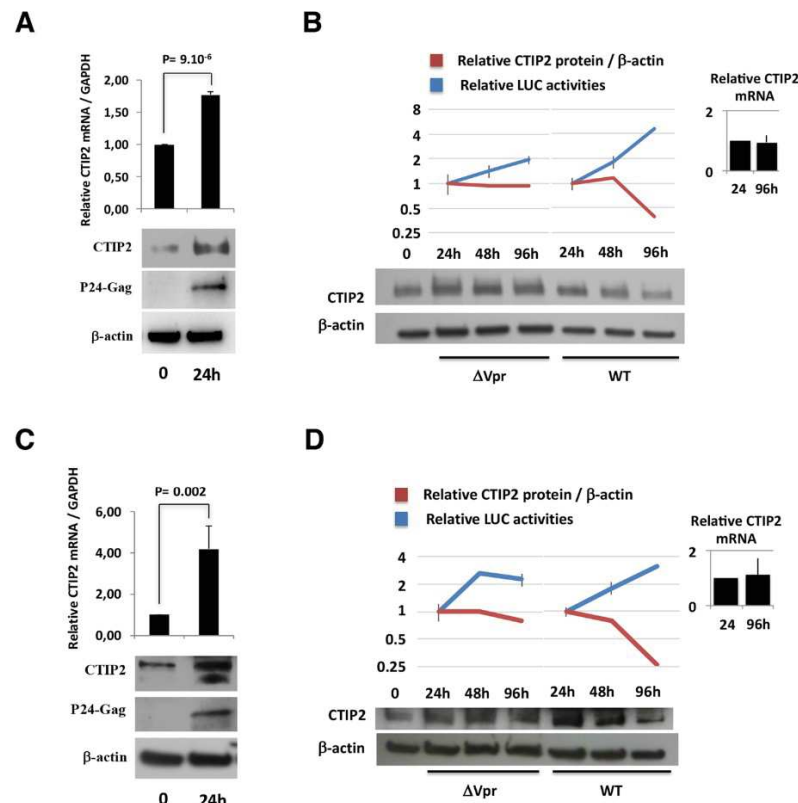 A
Relative CTIP2 mRNA / GAPDH
P= 9.10-6
2,00
1,50
1,00
0,50
0,00
CTIP2
P24-Gag
β-actin
0 24h
B
Relative CTIP2 protein / β-actin
Relative LUC activities
8
4
2
1
0.5
0.25
0 24h 48h 96h 24h 48h 96h
CTIP2
β-actin
ΔVpr WT
Relative CTIP2
mRNA
2
0
24 96h
C
Relative CTIP2 mRNA / GAPDH
P= 0.002
6,00
4,00
2,00
0,00
CTIP2
P24-Gag
β-actin
0 24h
D
Relative CTIP2 protein / β-actin
Relative LUC activities
4
2
1
0.5
0.25
0 24h 48h 96h 24h 48h 96h
CTIP2
β-actin
ΔVpr WT
Relative CTIP2
mRNA
2
0
24 96h